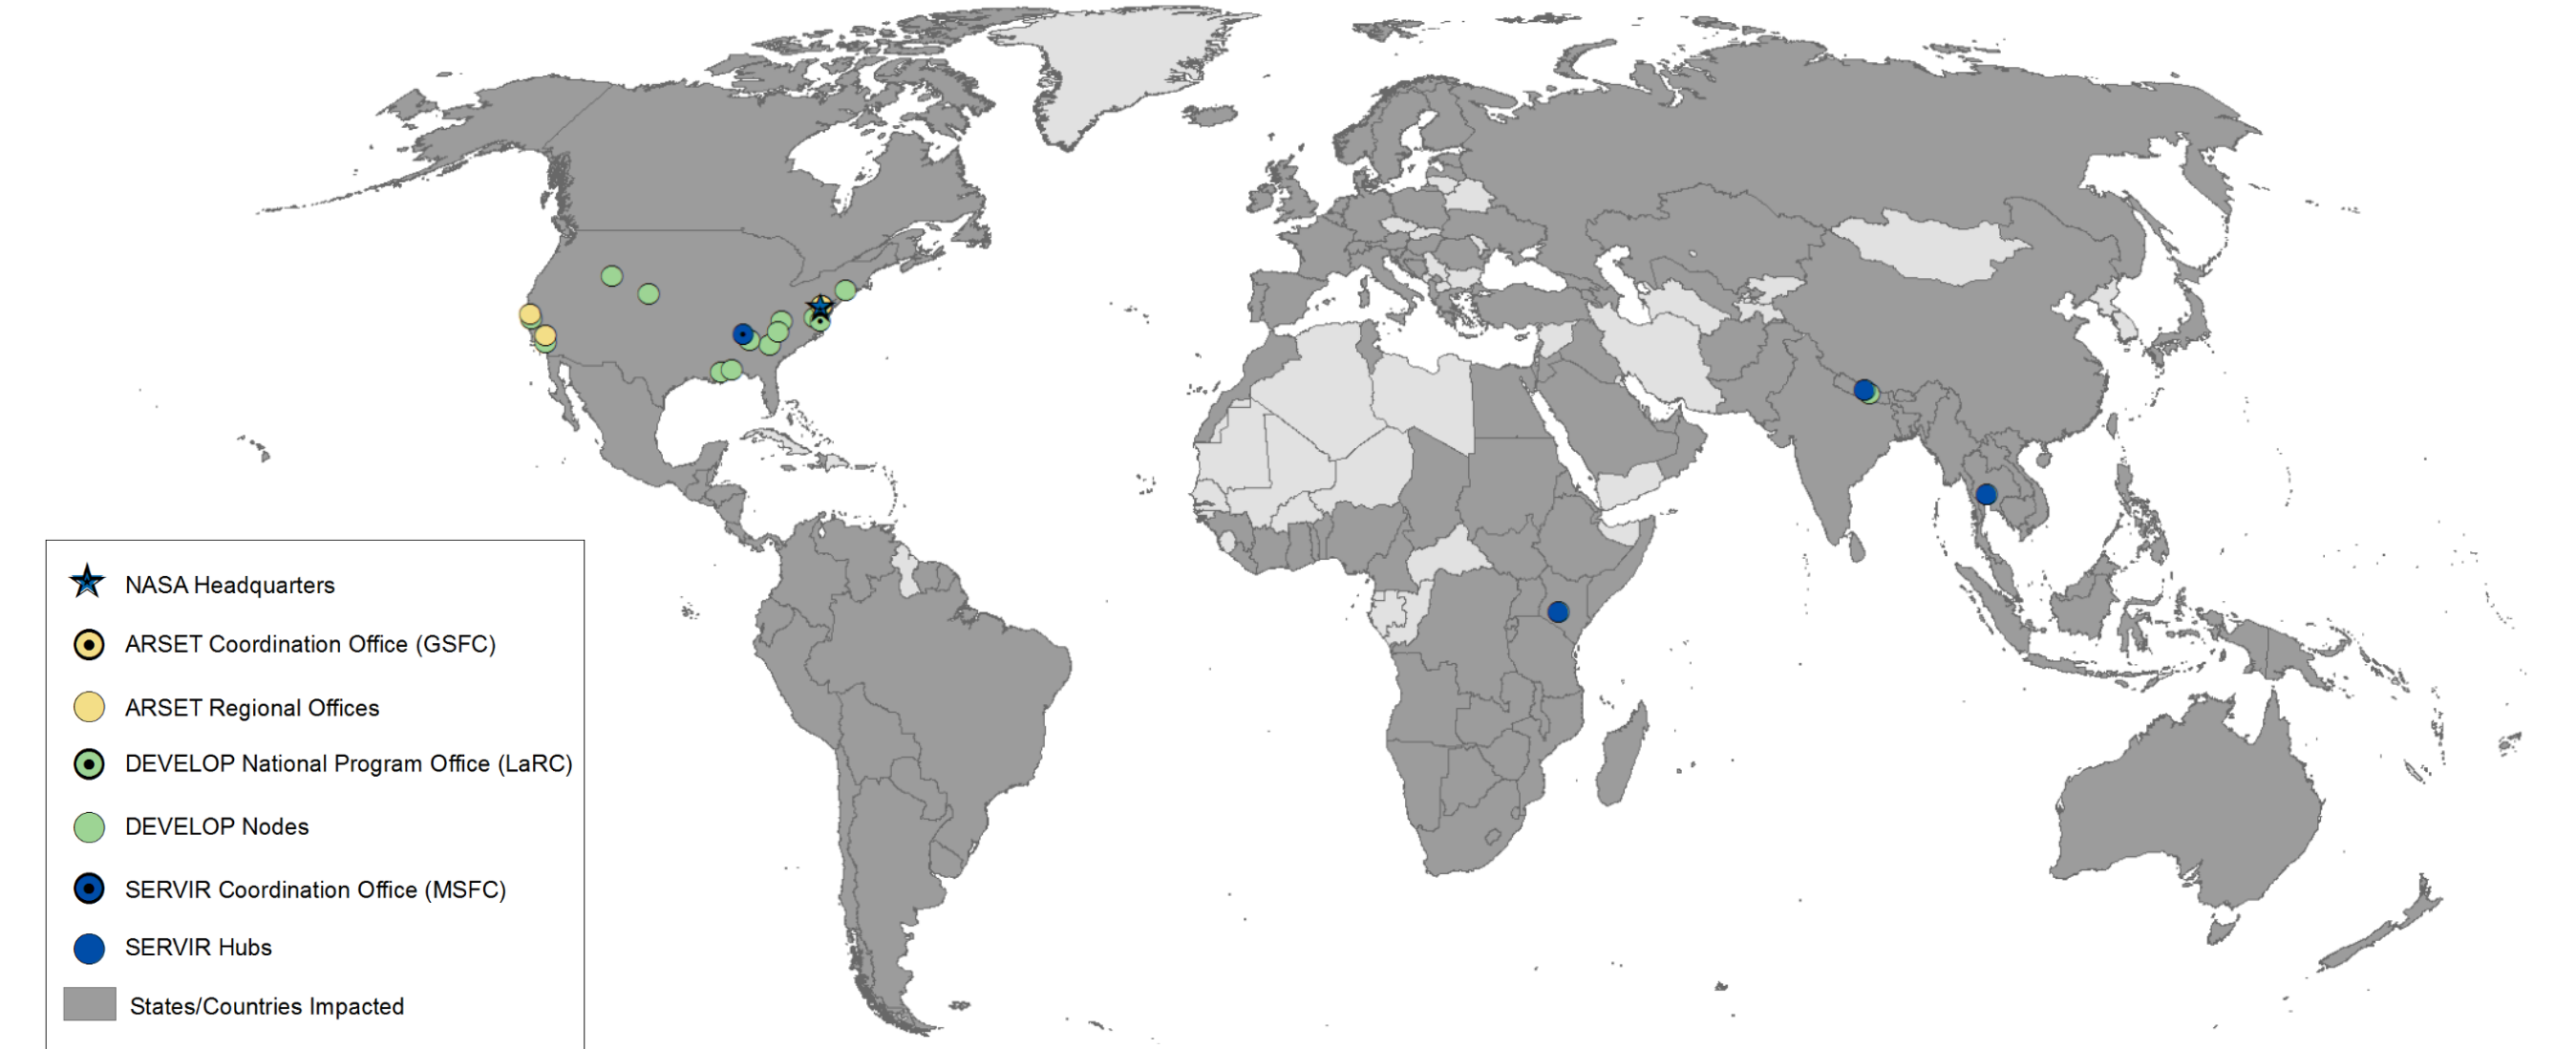 NASA Headquarters
ARSET Coordination Office (GSFC)
ARSET Regional Offices
DEVELOP National Program Office (LaRC)
DEVELOP Nodes
SERVIR Coordination Office (MSFC)
SERVIR Hubs
States/Countries Impacted